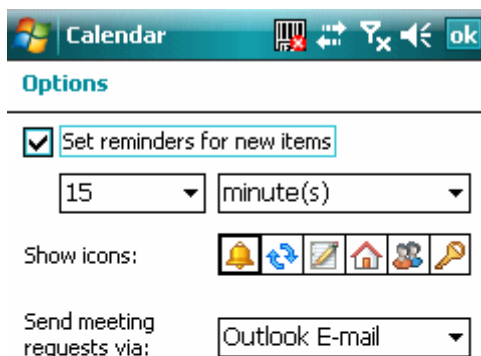 Calendar ok
Options
Set reminders for new items
15 minute(s)
Show icons:
Send meeting
requests via:
Outlook E-mail